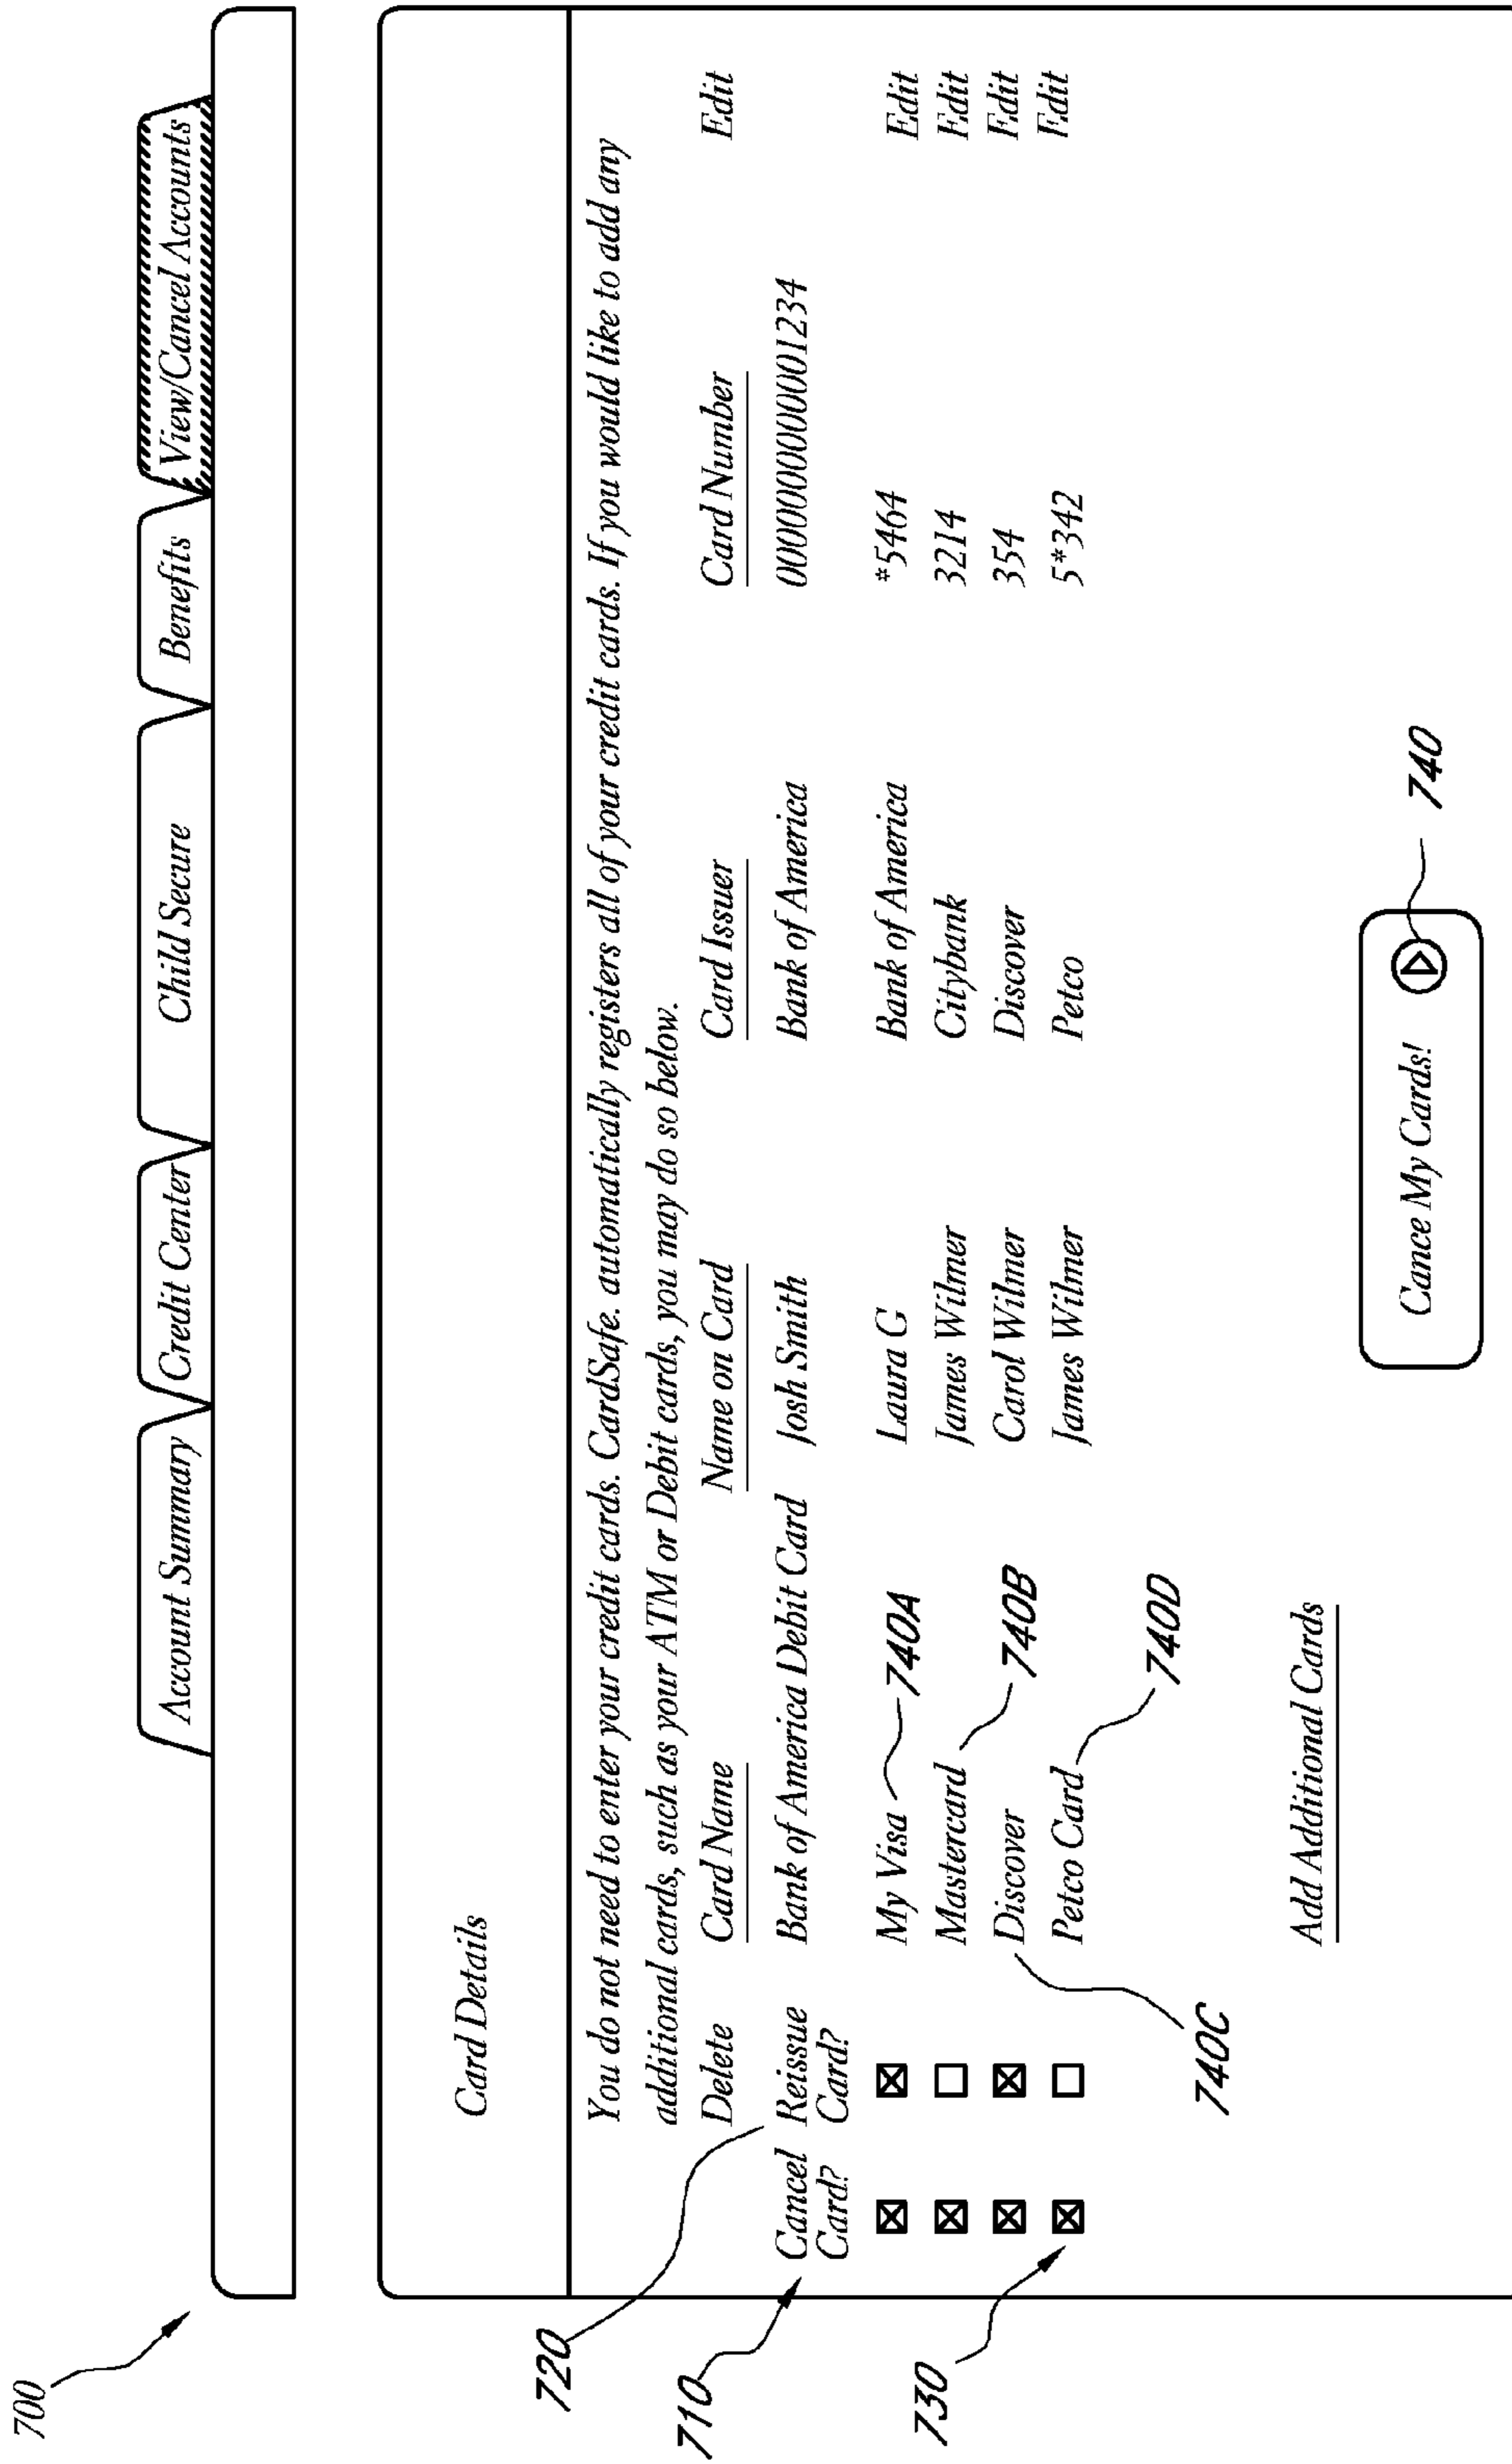 700
Account Summary Credit Center Child Secure Benefits View/Cancel Accounts
Card Details
You do not need to enter your credit cards. CardSafe. automatically registers all of your credit cards. If you would like to add any
additional cards, such as your ATM or Debit cards, you may do so below.
720
Delete Card Name Name on Card Card Issuer Card Number Edit
710
Cancel Reissue Bank of America Debit Card Josh Smith Bank of America 0000000000001234
Card? Card?
My Visa 740A Laura G Bank of America *5464 Edit
Mastercard James Wilmer Citybank 3214 Edit
730
Discover 740B Carol Wilmer Discover 354 Edit
Petco Card James Wilmer Petco 5*342 Edit
740D
740C
Add Additional Cards
Cance My Cards! 740